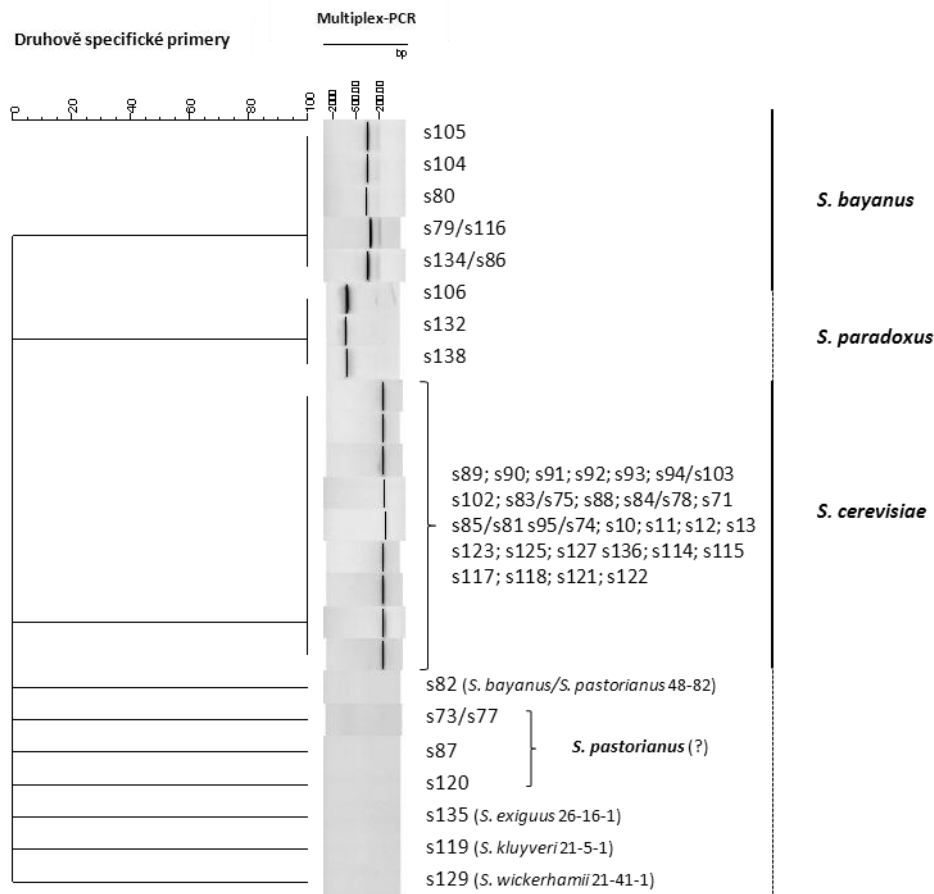 Multiplex-PCR
Druhově specifické primery
bp
0 20 40 60 80 100
2000
200.00
s105
s104
s80
S. bayanus
s79/s116
s134/s86
s106
s132
S. paradoxus
s138
s89; s90; s91; s92; s93; s94/s103
s102; s83/s75; s88; s84/s78; s71
S. cerevisiae
s85/s81 s95/s74; s10; s11; s12; s13
s123; s125; s127 s136; s114; s115
s117; s118; s121; s122
s82 (S. bayanus/S. pastorianus 48-82)
s73/s77
S. pastorianus (?)
s87
s120
s135 (S. exiguus 26-16-1)
s119 (S. kluyveri 21-5-1)
s129 (S. wickerhamii 21-41-1)